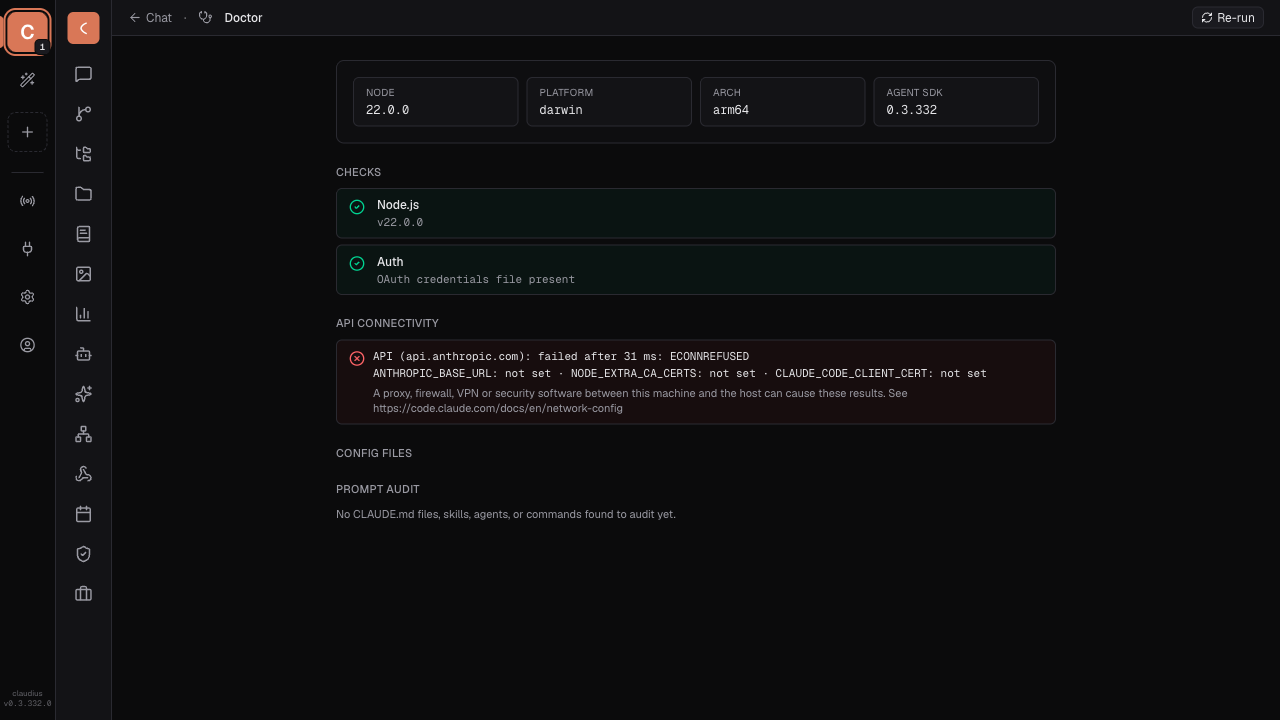 C
1
← Chat · Doctor
Re-run
NODE
22.0.0
PLATFORM
darwin
ARCH
arm64
AGENT SDK
0.3.332
CHECKS
Node.js
v22.0.0
Auth
OAuth credentials file present
API CONNECTIVITY
API (api.anthropic.com): failed after 31 ms: ECONNREFUSED
ANTHROPIC_BASE_URL: not set · NODE_EXTRA_CA_CERTS: not set · CLAUDE_CODE_CLIENT_CERT: not set
A proxy, firewall, VPN or security software between this machine and the host can cause these results. See
https://code.claude.com/docs/en/network-config
CONFIG FILES
PROMPT AUDIT
No CLAUDE.md files, skills, agents, or commands found to audit yet.
claudius
v0.3.332.0